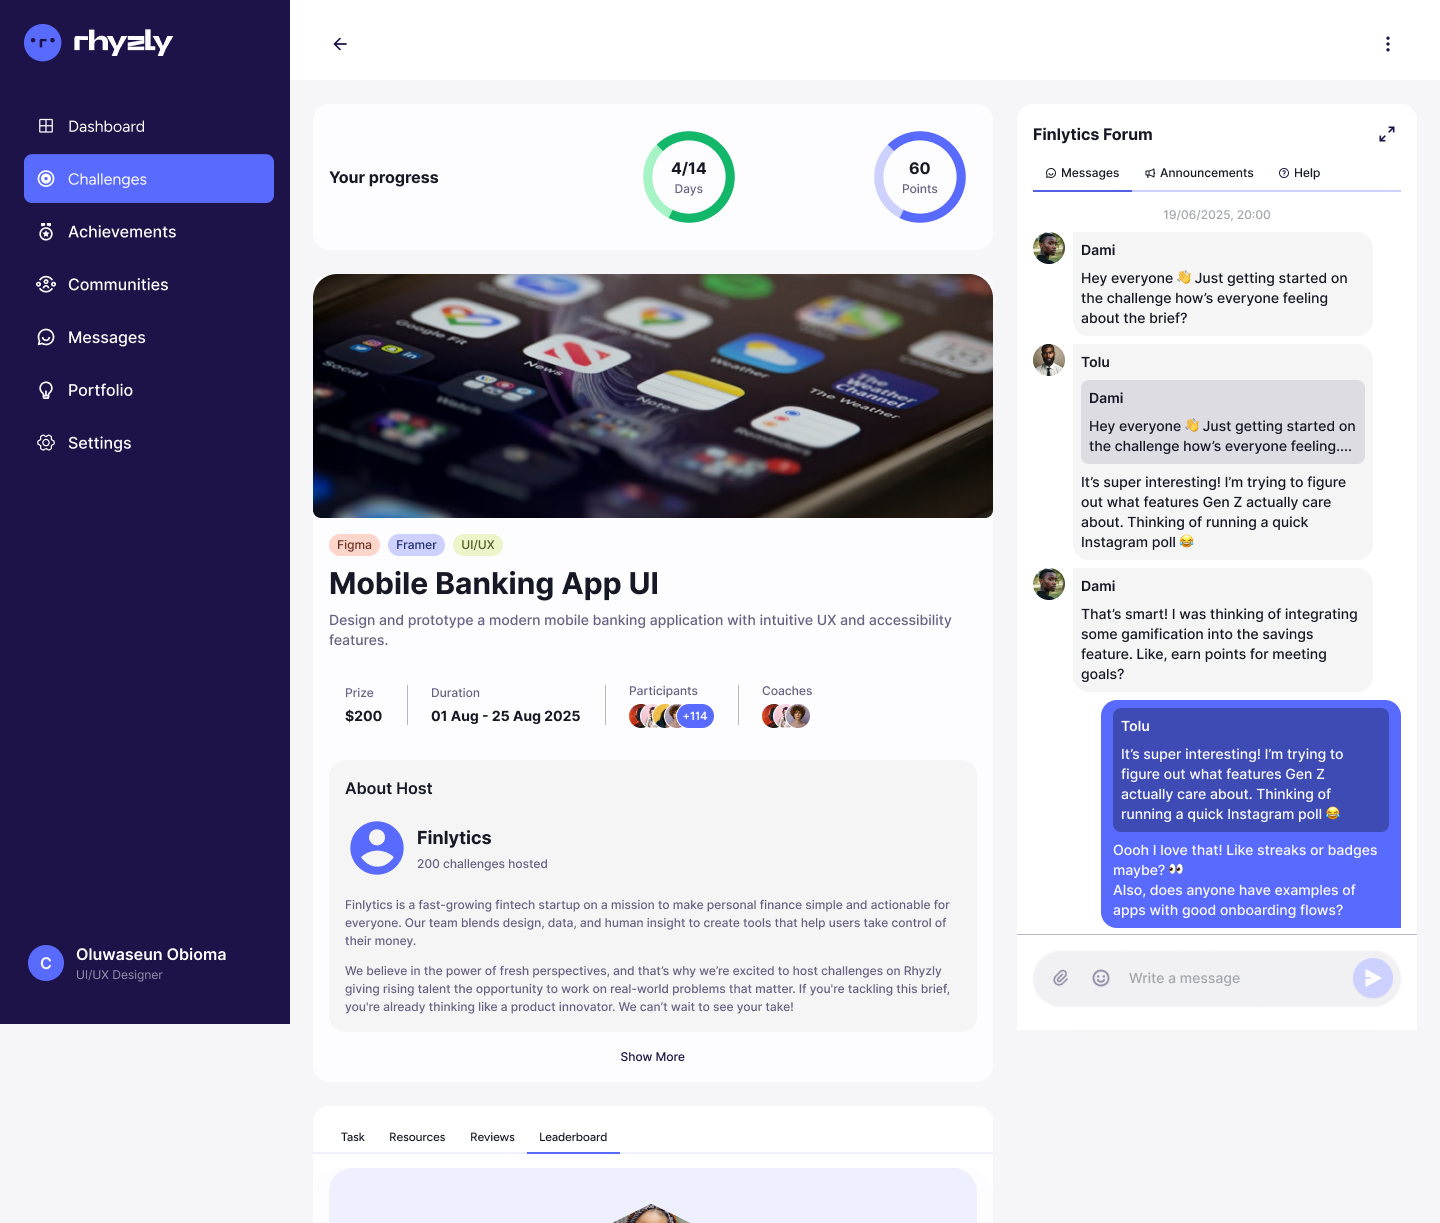 rhyzly
Dashboard
Challenges
Achievements
Communities
Messages
Portfolio
Settings
C
Oluwaseun Obioma
UI/UX Designer
Your progress
4/14
Days
60
Points
Google Fit
Social
News
Weather
Watch
Notes
The Weather
Channel
The Weather
Reminders
Figma
Framer
UI/UX
Mobile Banking App UI
Design and prototype a modern mobile banking application with intuitive UX and accessibility
features.
Prize
$200
Duration
01 Aug - 25 Aug 2025
Participants
+114
Coaches
About Host
Finlytics
200 challenges hosted
Finlytics is a fast-growing fintech startup on a mission to make personal finance simple and actionable for
everyone. Our team blends design, data, and human insight to create tools that help users take control of
their money.
We believe in the power of fresh perspectives, and that’s why we’re excited to host challenges on Rhyzly
giving rising talent the opportunity to work on real-world problems that matter. If you're tackling this brief,
you're already thinking like a product innovator. We can’t wait to see your take!
Show More
Task
Resources
Reviews
Leaderboard
Finlytics Forum
Messages
Announcements
Help
19/06/2025, 20:00
Dami
Hey everyone 👋 Just getting started on
the challenge how’s everyone feeling
about the brief?
Tolu
Dami
Hey everyone 👋 Just getting started on
the challenge how’s everyone feeling....
It’s super interesting! I’m trying to figure
out what features Gen Z actually care
about. Thinking of running a quick
Instagram poll 😂
Dami
That’s smart! I was thinking of integrating
some gamification into the savings
feature. Like, earn points for meeting
goals?
Tolu
It’s super interesting! I’m trying to
figure out what features Gen Z
actually care about. Thinking of
running a quick Instagram poll 😂
Oooh I love that! Like streaks or badges
maybe? 👀
Also, does anyone have examples of
apps with good onboarding flows?
Write a message